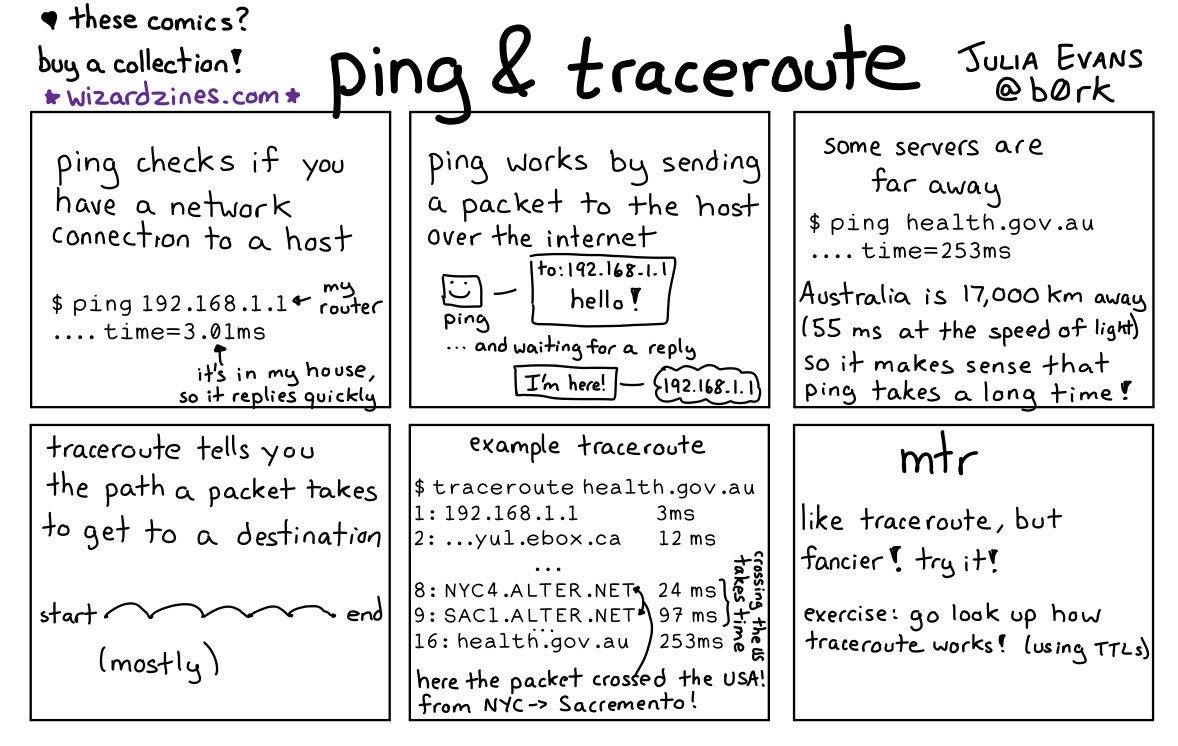 ♥ these comics?
buy a collection!
★wizardzines.com★
ping & traceroute
JULIA EVANS
@b0rk
ping checks if you
have a network
connection to a host
$ ping 192.168.1.1
my
router
.... time=3.01ms
it's in my house,
so it replies quickly
ping works by sending
a packet to the host
over the internet
to:192.168.1.1
hello!
ping
... and waiting for a reply
I'm here!
192.168.1.1
some servers are
far away
$ ping health.gov.au
.... time=253ms
Australia is 17,000 km away
(55 ms at the speed of light)
so it makes sense that
ping takes a long time!
traceroute tells you
the path a packet takes
to get to a destination
start
end
(mostly)
example traceroute
$ traceroute health.gov.au
1: 192.168.1.1 3ms
2: ...yul.ebox.ca 12 ms
...
8: NYC4.ALTER.NET 24 ms
9: SAC1.ALTER.NET 97 ms
...
16: health.gov.au 253ms
crossing the US
takes time
here the packet crossed the USA!
from NYC-> Sacremento!
mtr
like traceroute, but
fancier! try it!
exercise: go look up how
traceroute works! (using TTLs)